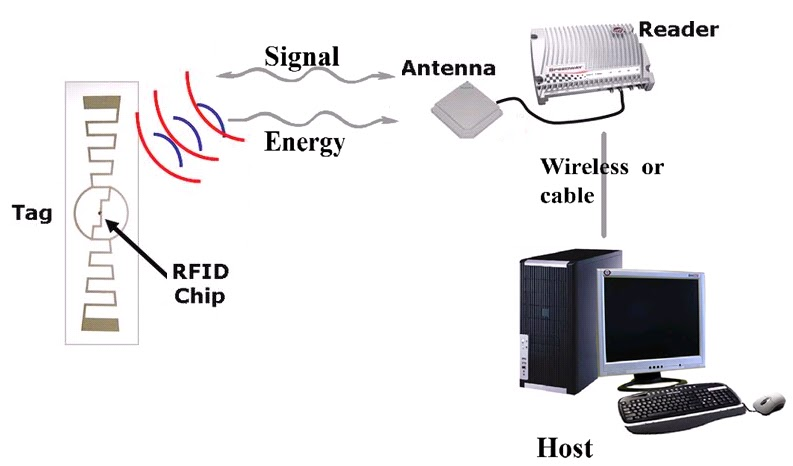 Signal
Energy
Antenna
Reader
Wireless or
cable
Tag
RFID
Chip
Host